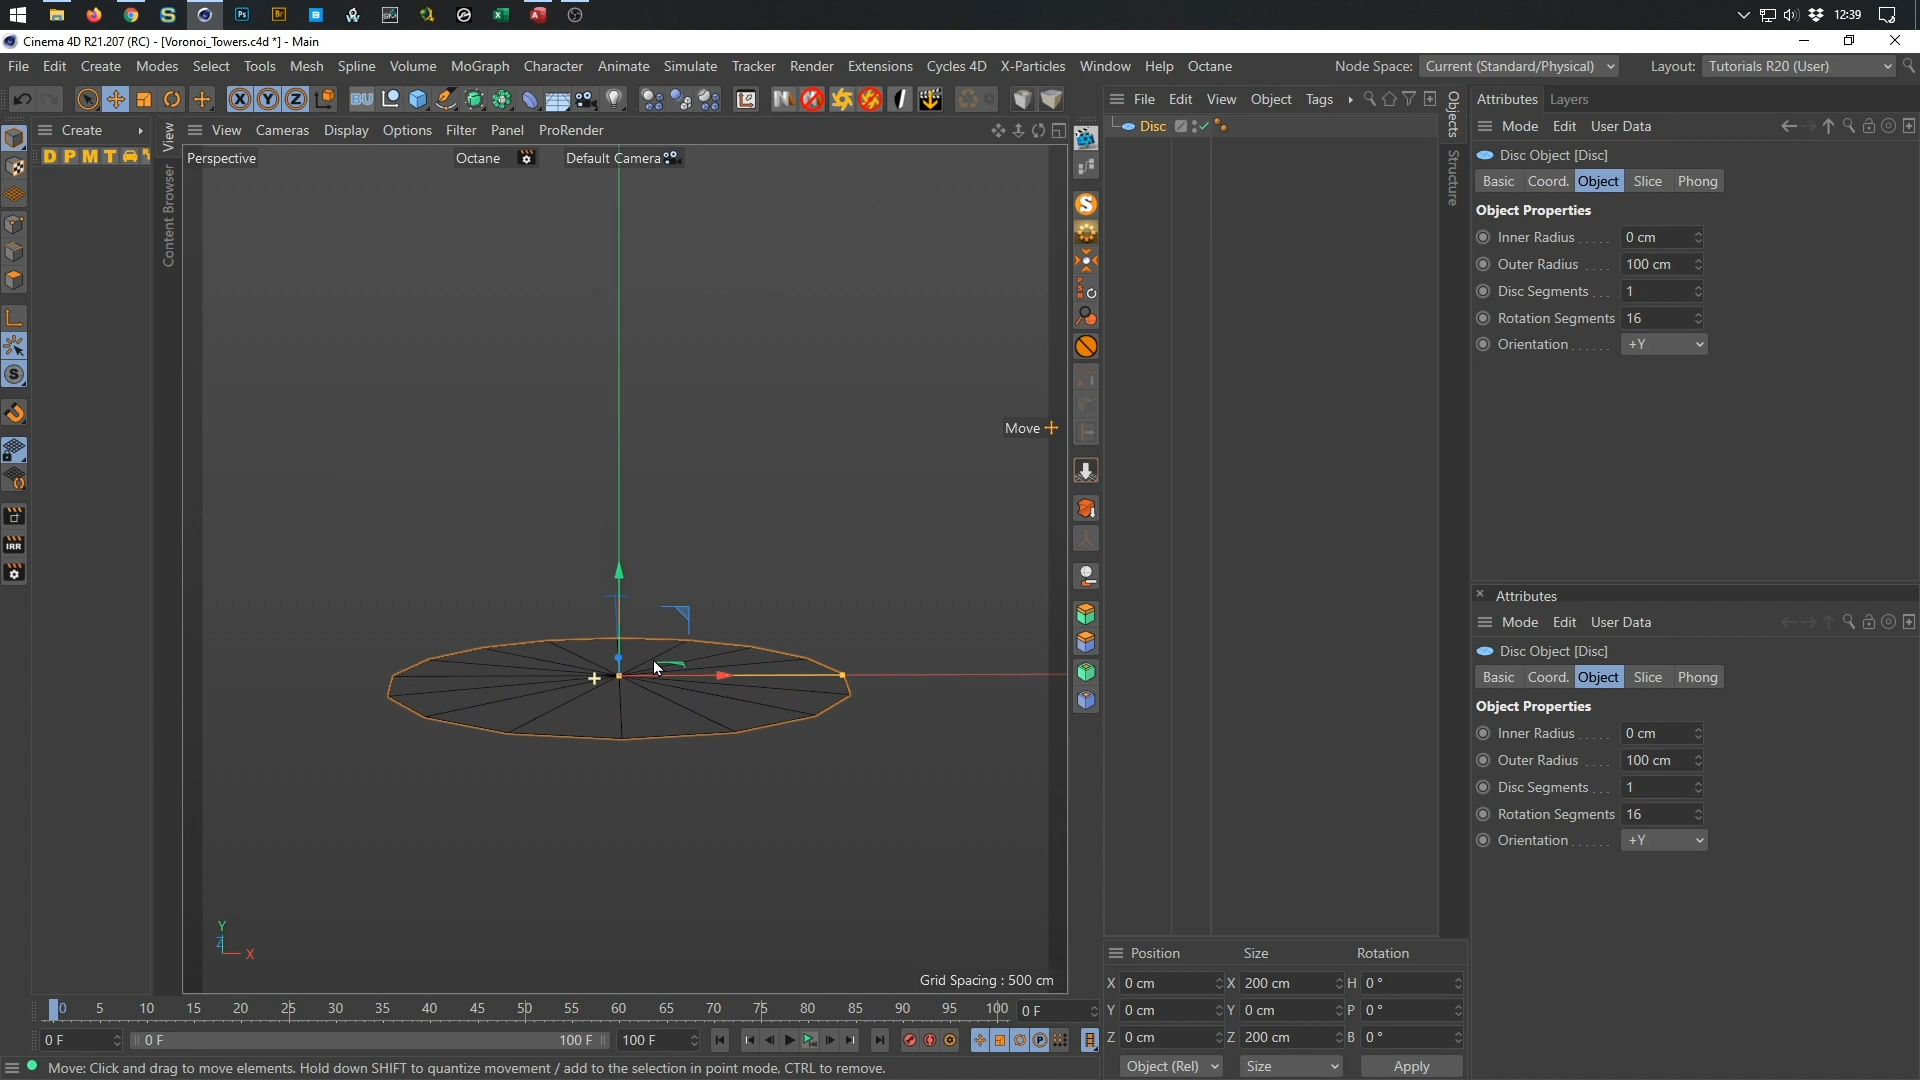 12:39
Cinema 4D R21.207 (RC) - [Voronoi_Towers.c4d *] - Main
File Edit Create Modes Select Tools Mesh Spline Volume MoGraph Character Animate Simulate Tracker Render Extensions Cycles 4D X-Particles Window Help Octane Node Space: Current (Standard/Physical) Layout: Tutorials R20 (User)
File Edit View Object Tags
Attributes Layers
Create
View Cameras Display Options Filter Panel ProRender
Disc
Mode Edit User Data
D P M T
View
Content Browser
Objects
Structure
Perspective Octane Default Camera
Disc Object [Disc]
Basic Coord. Object Slice Phong
Object Properties
Inner Radius 0 cm
Outer Radius 100 cm
Disc Segments 1
Rotation Segments 16
Orientation +Y
Move
Attributes
Mode Edit User Data
Disc Object [Disc]
Basic Coord. Object Slice Phong
Object Properties
Inner Radius 0 cm
Outer Radius 100 cm
Disc Segments 1
Rotation Segments 16
Orientation +Y
IRR
Y
Z
X
Grid Spacing : 500 cm
0 5 10 15 20 25 30 35 40 45 50 55 60 65 70 75 80 85 90 95 100 0 F
0 F 0 F 100 F 100 F
Position Size Rotation
X 0 cm X 200 cm H 0 °
Y 0 cm Y 0 cm P 0 °
Z 0 cm Z 200 cm B 0 °
Object (Rel) Size Apply
Move: Click and drag to move elements. Hold down SHIFT to quantize movement / add to the selection in point mode, CTRL to remove.